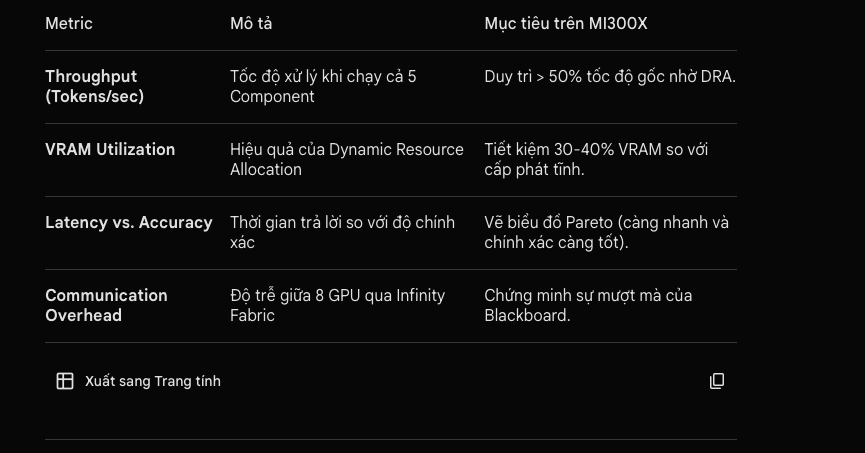 Metric Mô tả Mục tiêu trên MI300X
Throughput Tốc độ xử lý khi chạy cả 5 Duy trì > 50% tốc độ gốc nhờ DRA.
(Tokens/sec) Component
VRAM Utilization Hiệu quả của Dynamic Resource Tiết kiệm 30-40% VRAM so với
Allocation cấp phát tĩnh.
Latency vs. Accuracy Thời gian trả lời so với độ chính Vẽ biểu đồ Pareto (càng nhanh và
xác chính xác càng tốt).
Communication Độ trễ giữa 8 GPU qua Infinity Chứng minh sự mượt mà của
Overhead Fabric Blackboard.
Xuất sang Trang tính